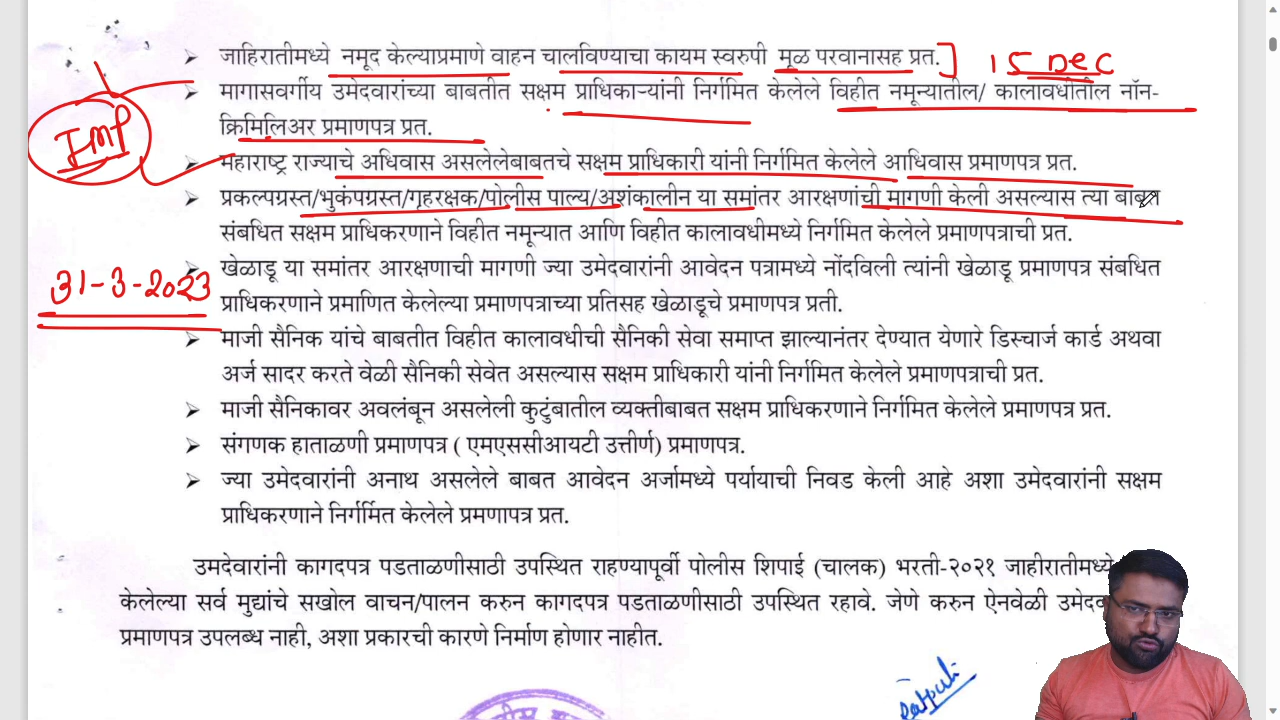 ➤ जाहिरातीमध्ये नमूद केल्याप्रमाणे वाहन चालविण्याचा कायम स्वरुपी मूळ परवानासह प्रत. ] 15 Dec
➤ मागासवर्गीय उमेदवारांच्या बाबतीत सक्षम प्राधिकाऱ्यांनी निर्गमित केलेले विहीत नमून्यातील/ कालावधीतील नॉन-
क्रिमिलिअर प्रमाणपत्र प्रत.
IMP
➤ महाराष्ट्र राज्याचे अधिवास असलेलेबाबतचे सक्षम प्राधिकारी यांनी निर्गमित केलेले आधिवास प्रमाणपत्र प्रत.
➤ प्रकल्पग्रस्त/भुकंपग्रस्त/गृहरक्षक/पोलीस पाल्य/अशंकालीन या समांतर आरक्षणांची मागणी केली असल्यास त्या बाबत
संबधित सक्षम प्राधिकरणाने विहीत नमून्यात आणि विहीत कालावधीमध्ये निर्गमित केलेले प्रमाणपत्राची प्रत.
➤ खेळाडू या समांतर आरक्षणाची मागणी ज्या उमेदवारांनी आवेदन पत्रामध्ये नोंदविली त्यांनी खेळाडू प्रमाणपत्र संबधित
31-3-2023
प्राधिकरणाने प्रमाणित केलेल्या प्रमाणपत्राच्या प्रतिसह खेळाडूचे प्रमाणपत्र प्रती.
➤ माजी सैनिक यांचे बाबतीत विहीत कालावधीची सैनिकी सेवा समाप्त झाल्यानंतर देण्यात येणारे डिस्चार्ज कार्ड अथवा
अर्ज सादर करते वेळी सैनिकी सेवेत असल्यास सक्षम प्राधिकारी यांनी निर्गमित केलेले प्रमाणपत्राची प्रत.
➤ माजी सैनिकावर अवलंबून असलेली कुटुंबातील व्यक्तीबाबत सक्षम प्राधिकरणाने निर्गमित केलेले प्रमाणपत्र प्रत.
➤ संगणक हाताळणी प्रमाणपत्र ( एमएससीआयटी उत्तीर्ण) प्रमाणपत्र.
➤ ज्या उमेदवारांनी अनाथ असलेले बाबत आवेदन अर्जामध्ये पर्यायाची निवड केली आहे अशा उमेदवारांनी सक्षम
प्राधिकरणाने निर्गर्मित केलेले प्रमणापत्र प्रत.
उमदेवारांनी कागदपत्र पडताळणीसाठी उपस्थित राहण्यापूर्वी पोलीस शिपाई (चालक) भरती-२०२१ जाहीरातीमध्ये
केलेल्या सर्व मुद्यांचे सखोल वाचन/पालन करुन कागदपत्र पडताळणीसाठी उपस्थित रहावे. जेणे करुन ऐनवेळी
प्रमाणपत्र उपलब्ध नाही, अशा प्रकारची कारणे निर्माण होणार नाहीत.